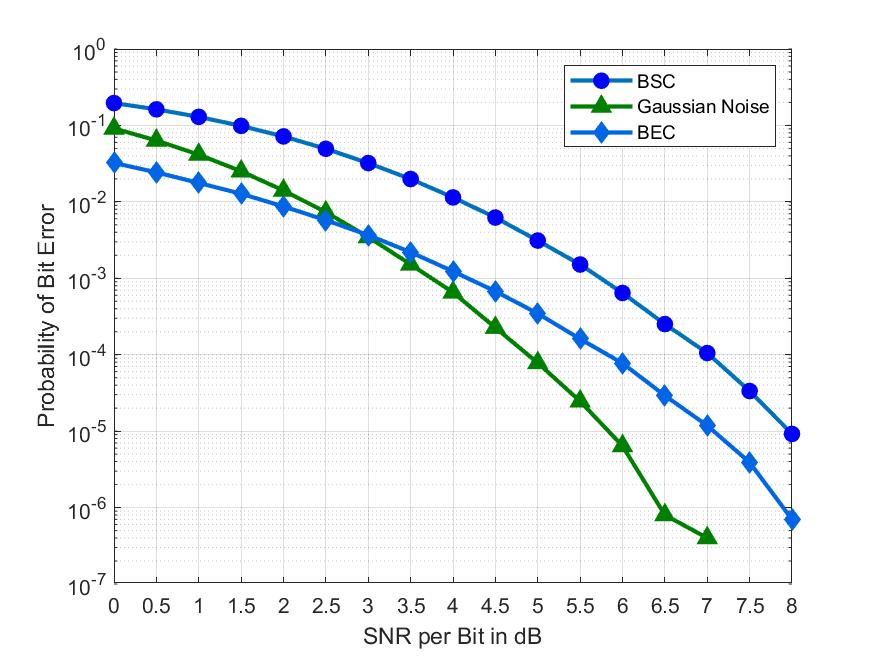 10^0
10^-1
10^-2
10^-3
10^-4
10^-5
10^-6
10^-7
Probability of Bit Error
BSC
Gaussian Noise
BEC
0 0.5 1 1.5 2 2.5 3 3.5 4 4.5 5 5.5 6 6.5 7 7.5 8
SNR per Bit in dB